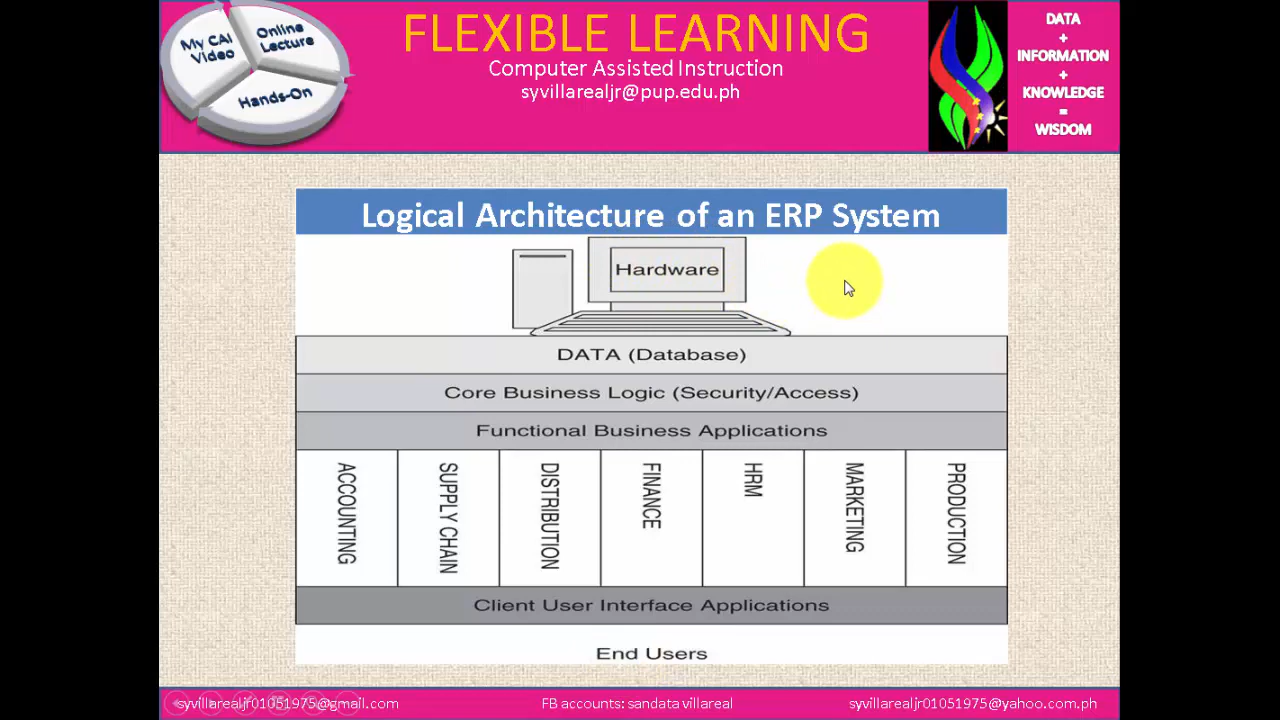 My CAI
Video
Online
Lecture
Hands-On
FLEXIBLE LEARNING
Computer Assisted Instruction
syvillarealjr@pup.edu.ph
DATA
+
INFORMATION
+
KNOWLEDGE
=
WISDOM
Logical Architecture of an ERP System
Hardware
DATA (Database)
Core Business Logic (Security/Access)
Functional Business Applications
ACCOUNTING
SUPPLY CHAIN
DISTRIBUTION
FINANCE
HRM
MARKETING
PRODUCTION
Client User Interface Applications
End Users
syvillarealjr01051975@gmail.com
FB accounts: sandata villareal
syvillarealjr01051975@yahoo.com.ph